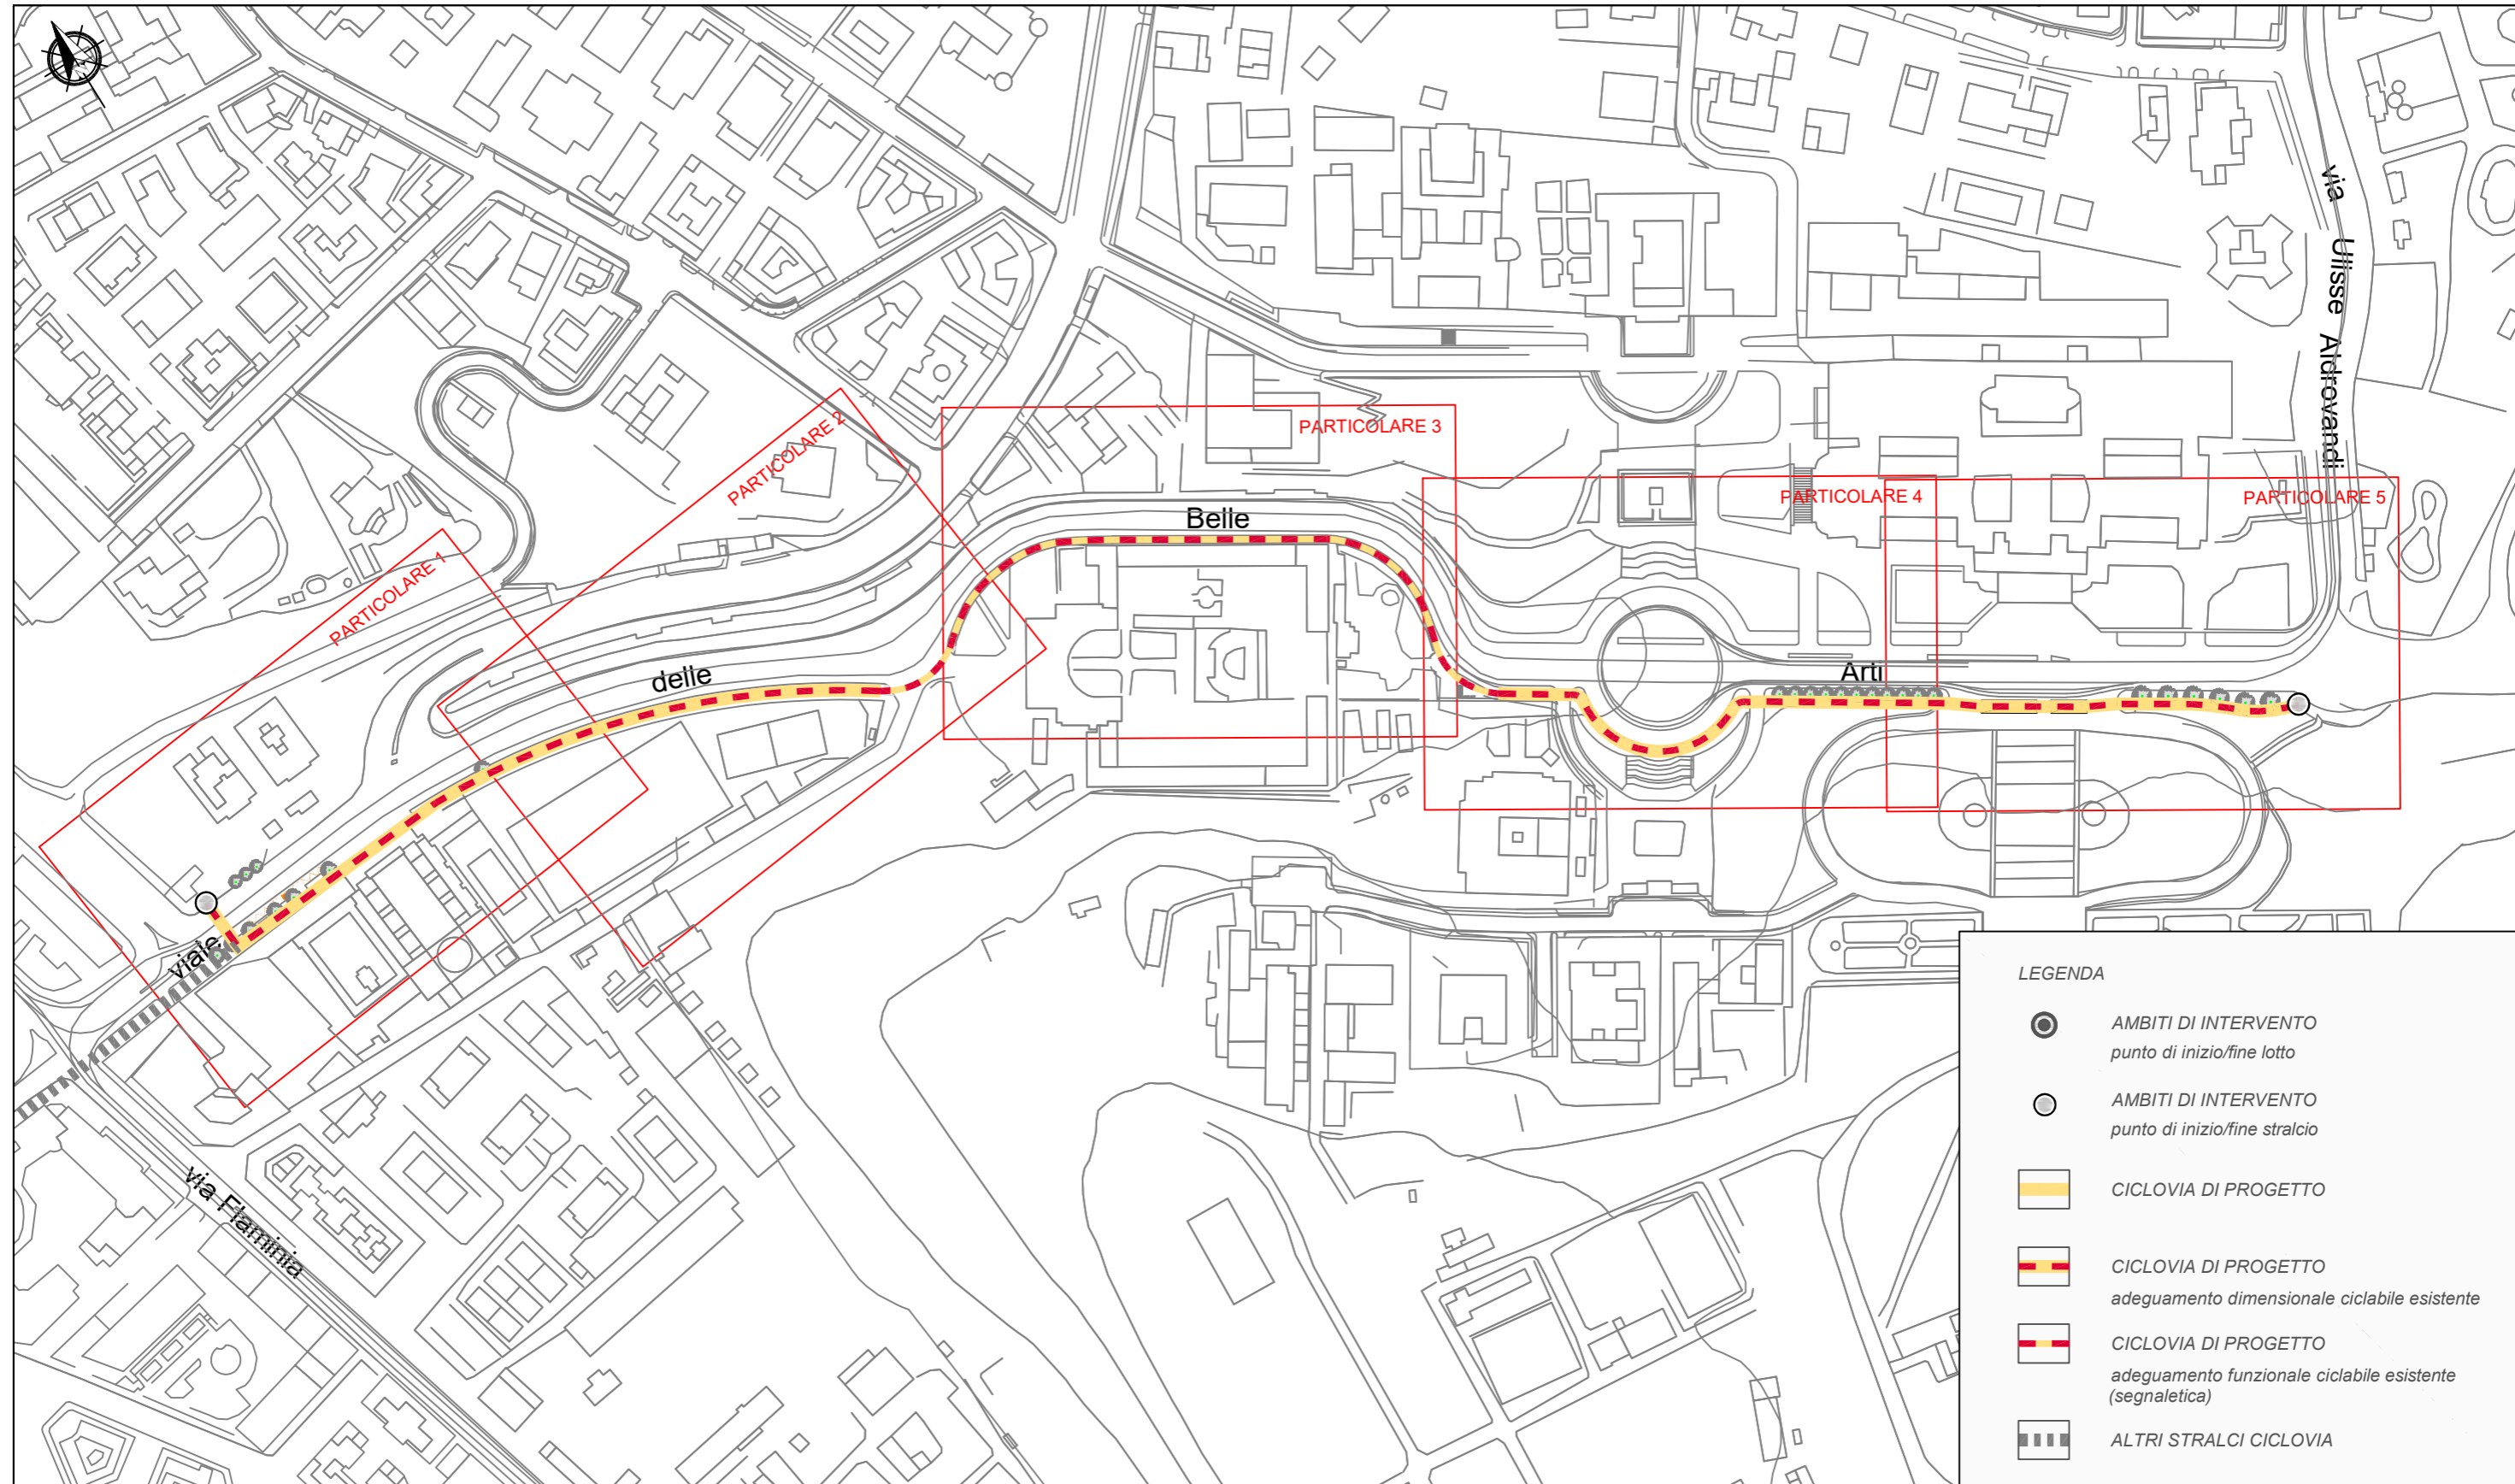 via Ulisse Aldrovandi
PARTICOLARE 1
PARTICOLARE 2
PARTICOLARE 3
PARTICOLARE 4
PARTICOLARE 5
viale
delle
Belle
Arti
via Flaminia
LEGENDA
AMBITI DI INTERVENTO
punto di inizio/fine lotto
AMBITI DI INTERVENTO
punto di inizio/fine stralcio
CICLOVIA DI PROGETTO
CICLOVIA DI PROGETTO
adeguamento dimensionale ciclabile esistente
CICLOVIA DI PROGETTO
adeguamento funzionale ciclabile esistente
(segnaletica)
ALTRI STRALCI CICLOVIA